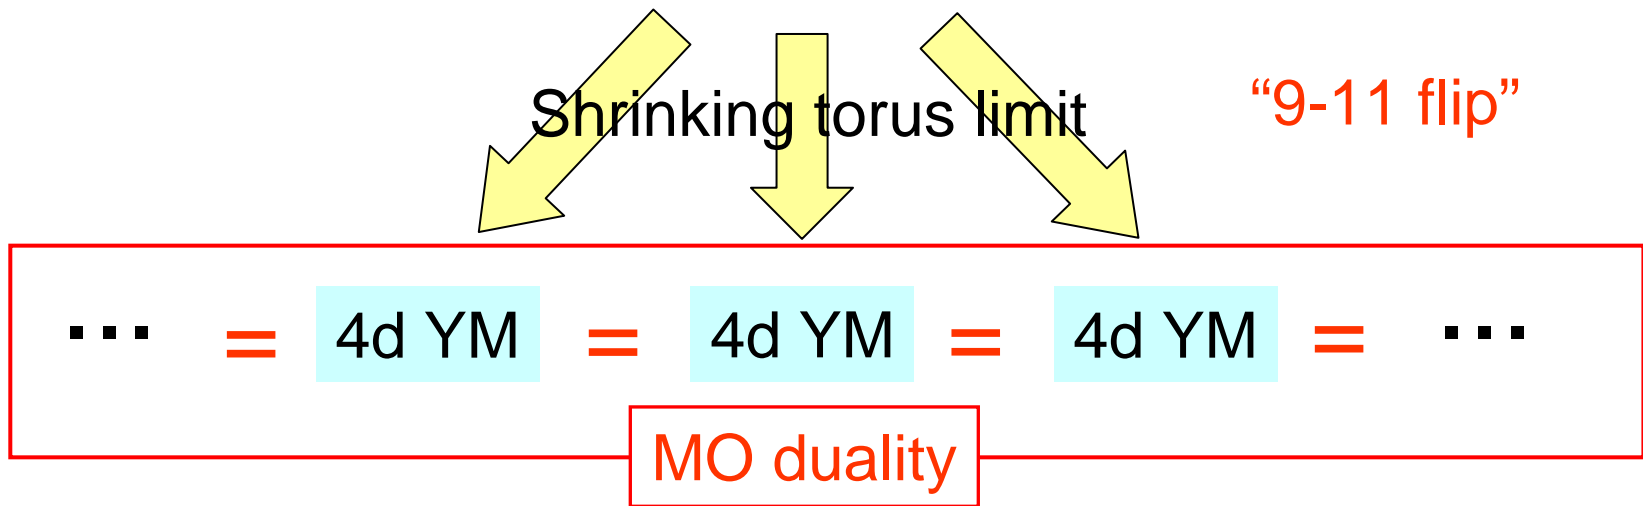 Shrinking torus limit “9-11 flip”
... = 4d YM = 4d YM = 4d YM = ...
MO duality